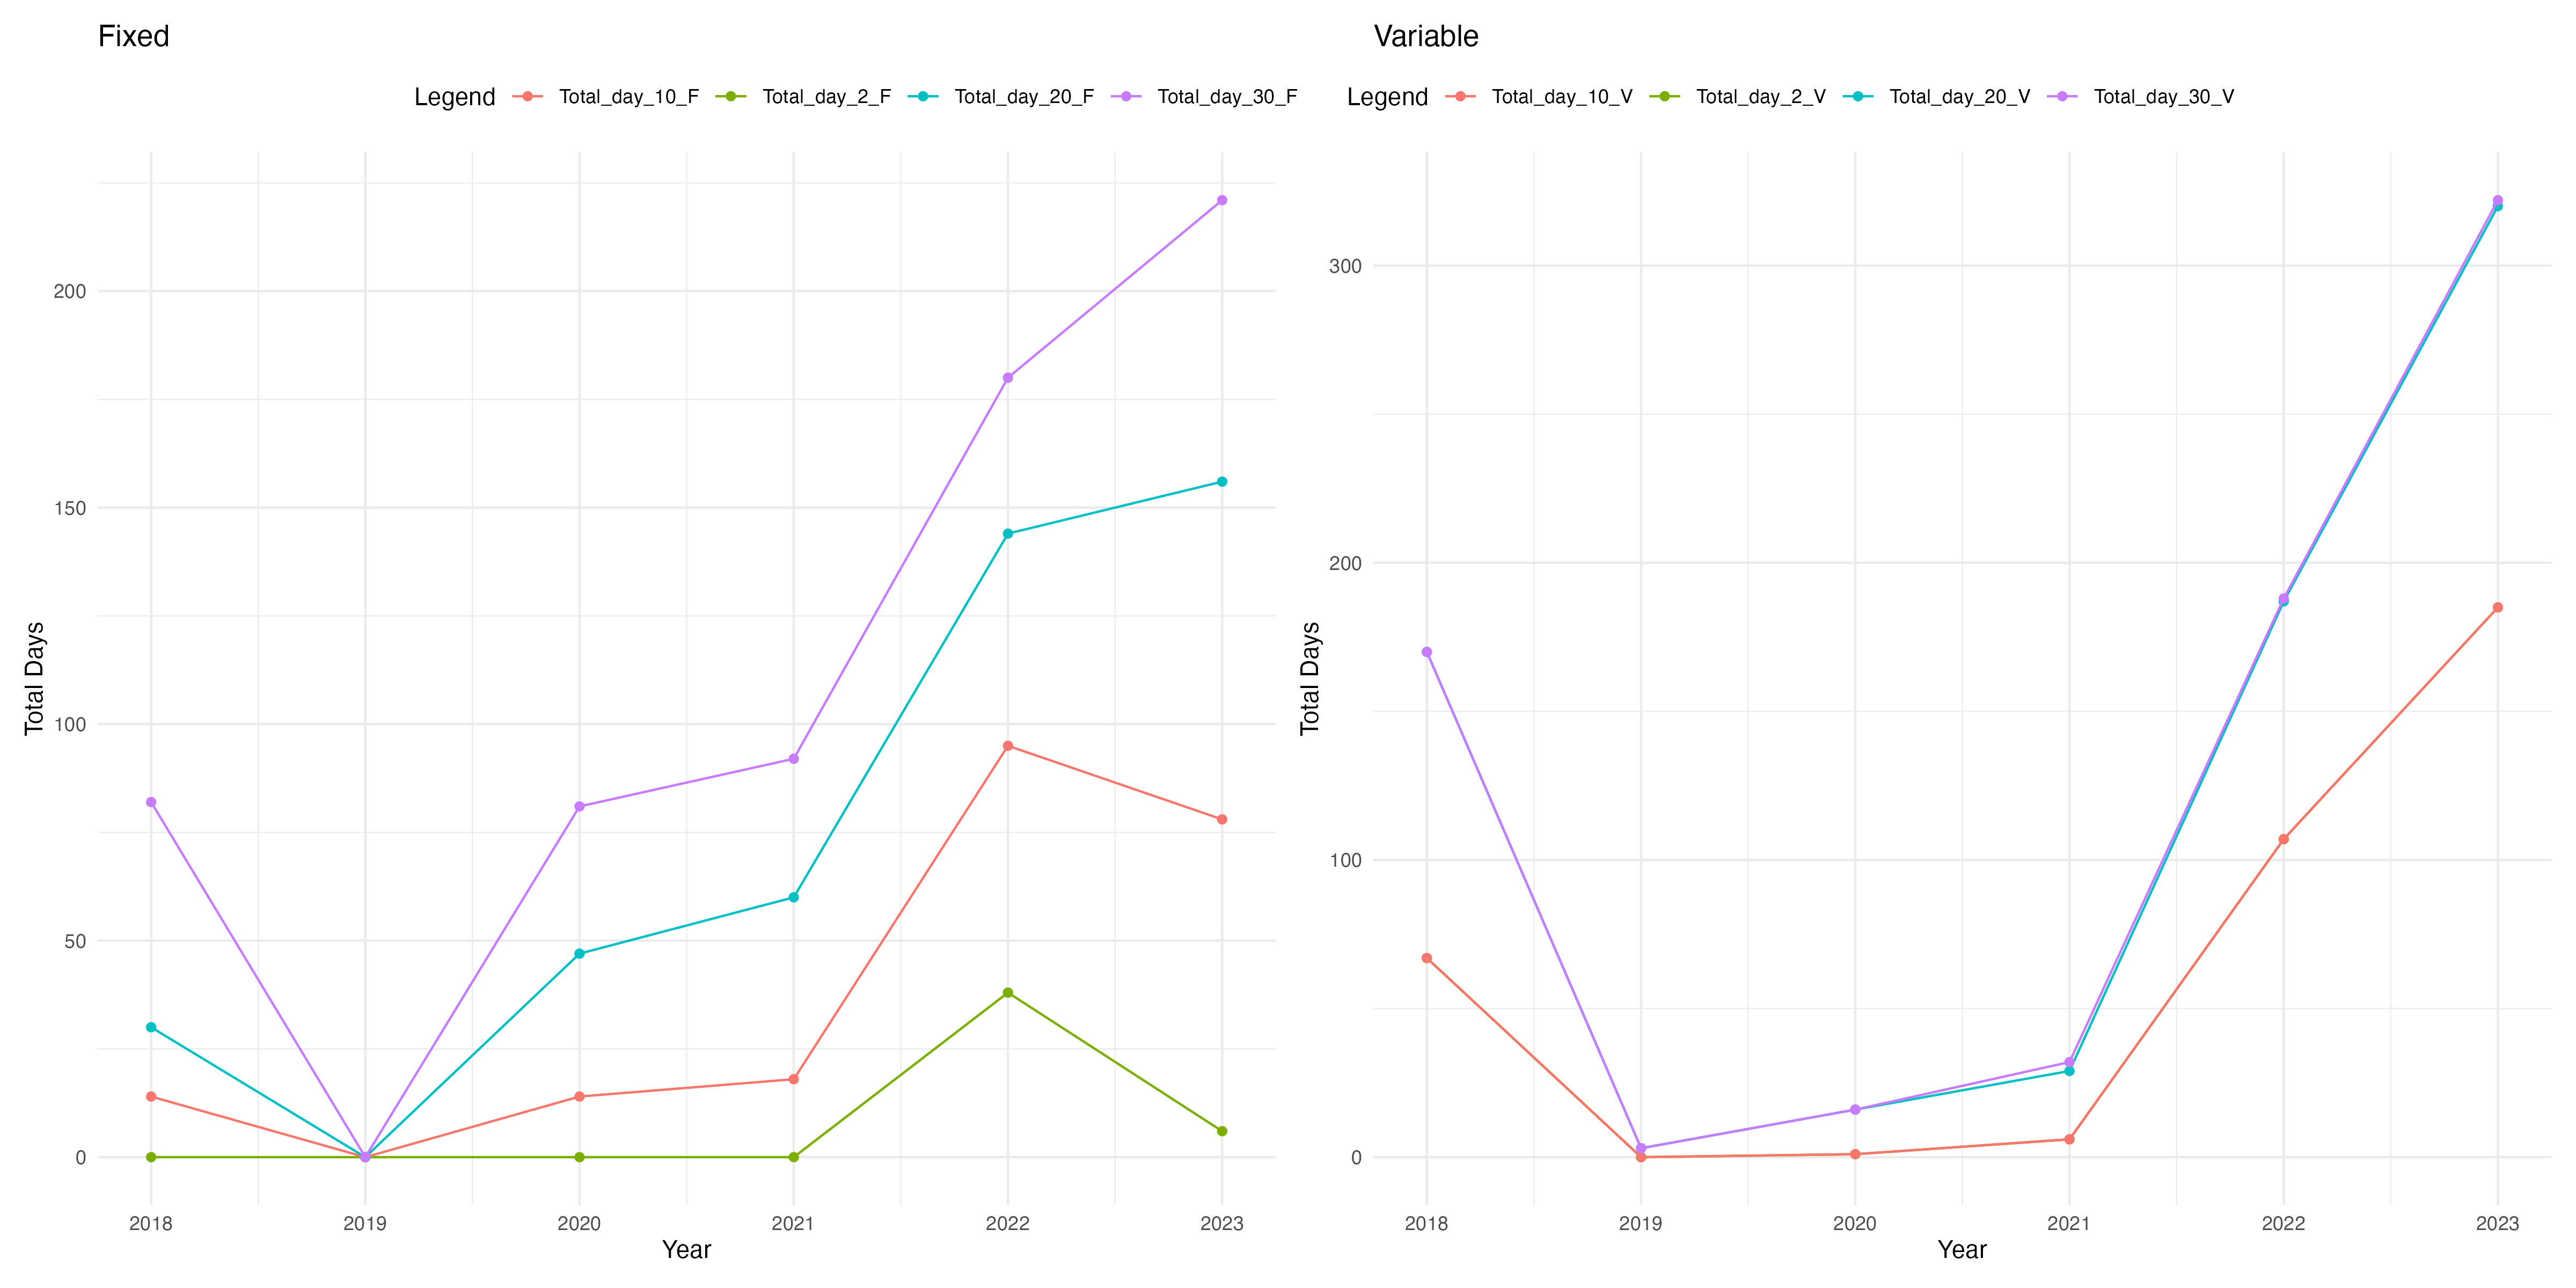 Fixed
Legend Total_day_10_F Total_day_2_F Total_day_20_F Total_day_30_F
Total Days
200
150
100
50
0
2018 2019 2020 2021 2022 2023
Year
Variable
Legend Total_day_10_V Total_day_2_V Total_day_20_V Total_day_30_V
Total Days
300
200
100
0
2018 2019 2020 2021 2022 2023
Year